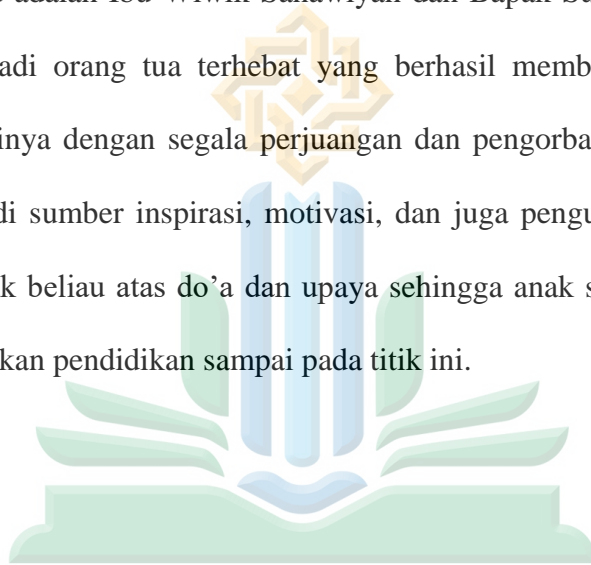 adalah Ibu Wiwik Sanawiyah dan Bapak
adi orang tua terhebat yang berhasil memb
inya dengan segala perjuangan dan pengorba
di sumber inspirasi, motivasi, dan juga pengu
k beliau atas do’a dan upaya sehingga anak s
kan pendidikan sampai pada titik ini.